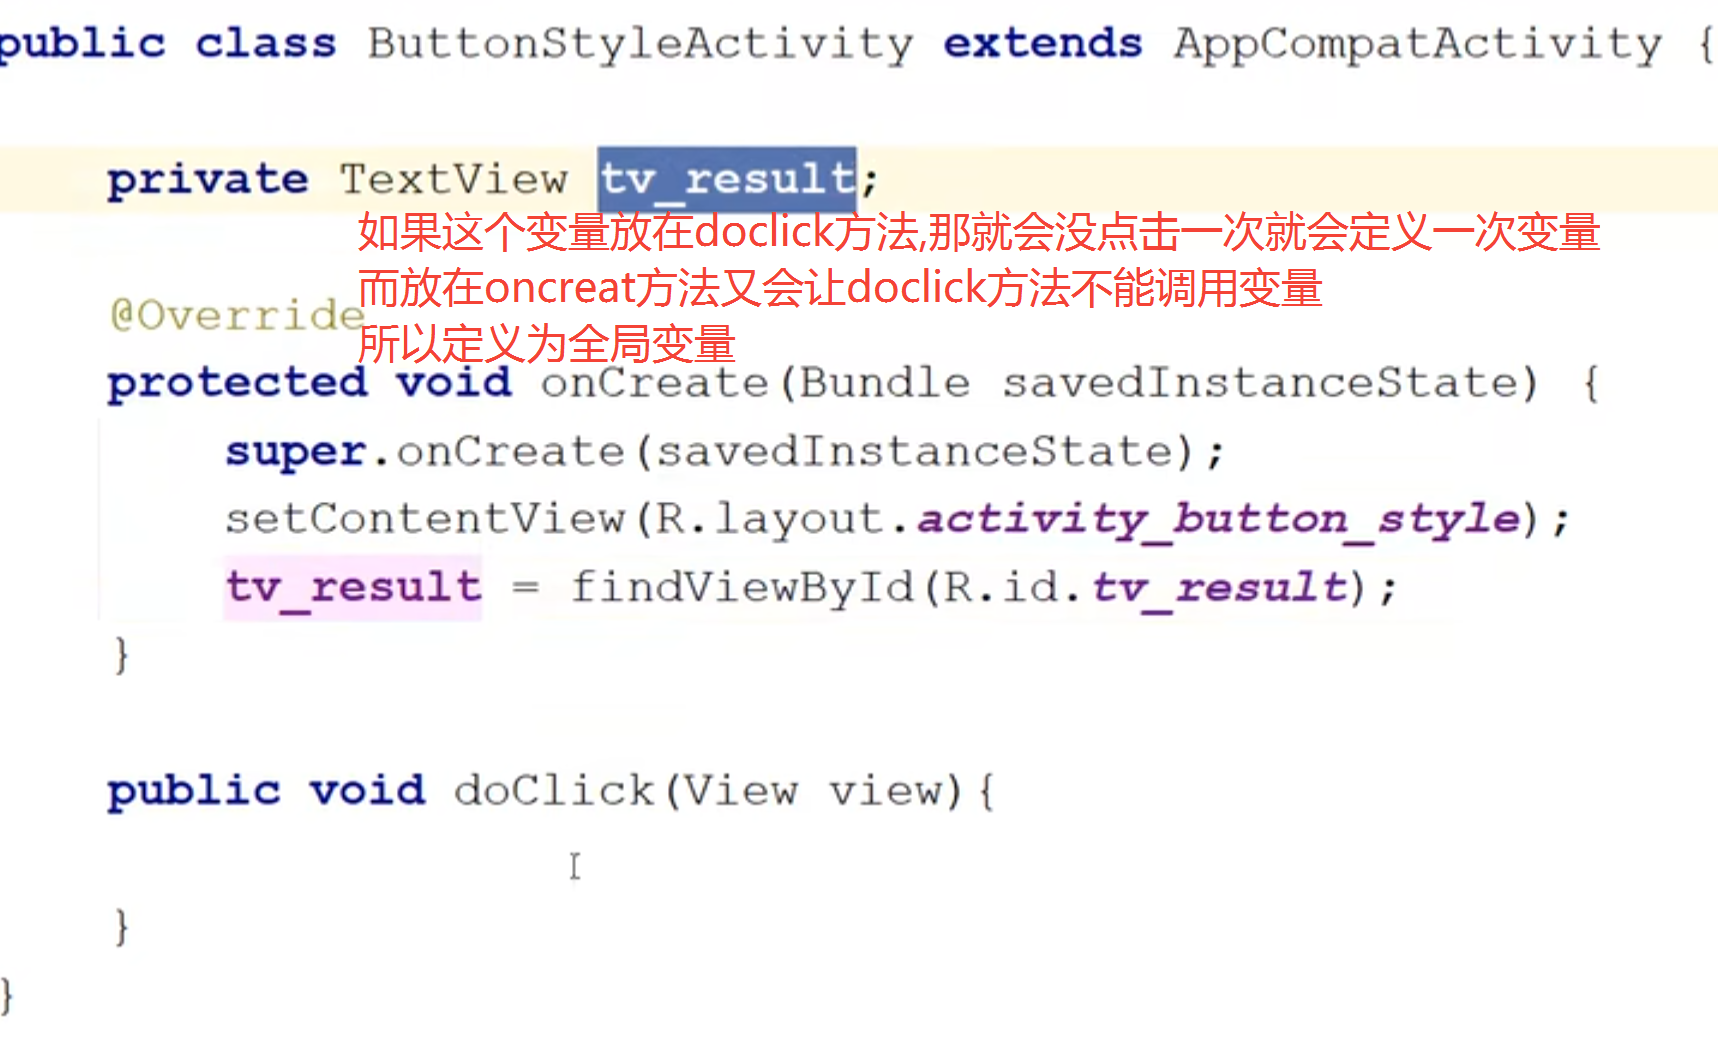 public class ButtonStyleActivity extends AppCompatActivity {
private TextView tv_result;
如果这个变量放在doclick方法,那就会没点击一次就会定义一次变量
而放在oncreat方法又会让doclick方法不能调用变量
@Override
所以定义为全局变量
protected void onCreate(Bundle savedInstanceState) {
super.onCreate(savedInstanceState);
setContentView(R.layout.activity_button_style);
tv_result = findViewById(R.id.tv_result);
}
public void doClick(View view){
}
}